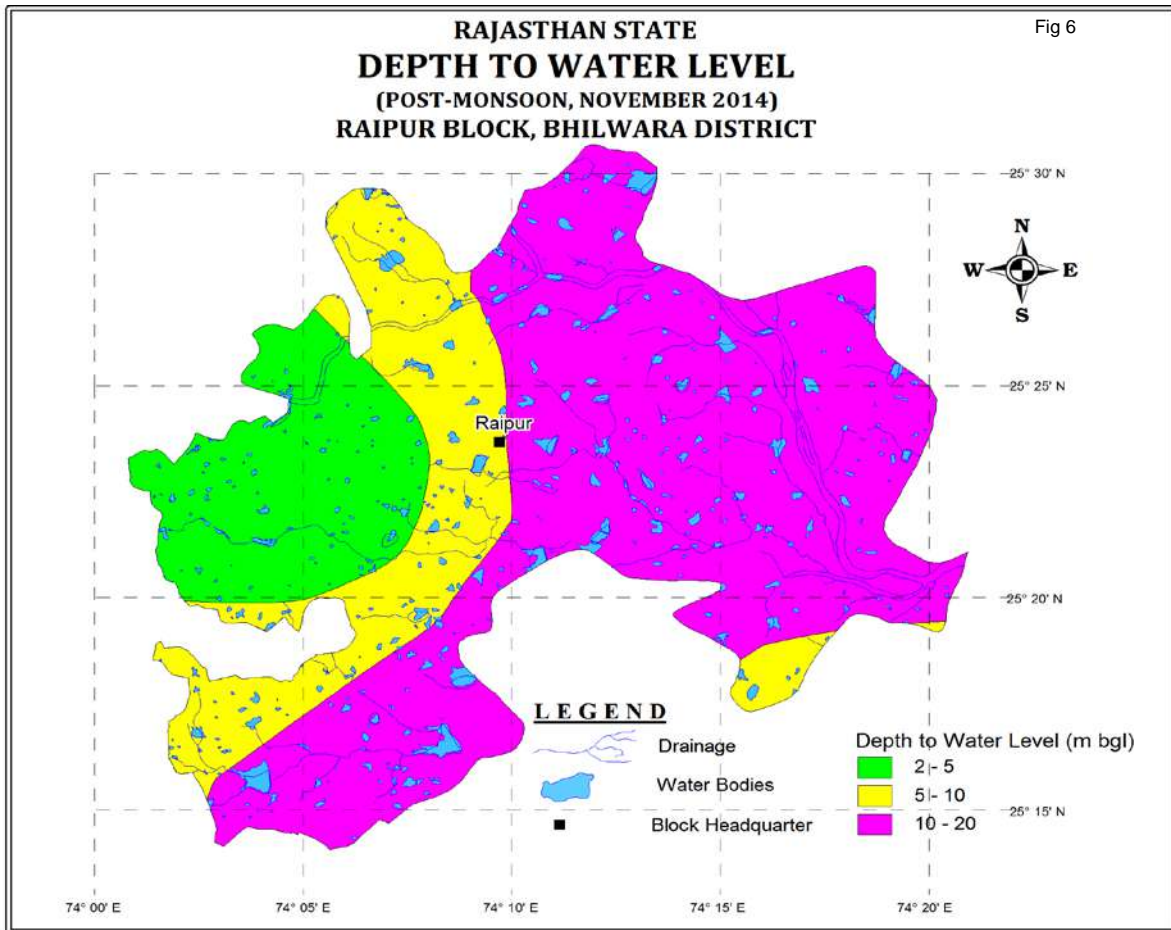 Fig 6
RAJASTHAN STATE
DEPTH TO WATER LEVEL
(POST-MONSOON, NOVEMBER 2014)
RAIPUR BLOCK, BHILWARA DISTRICT
25° 30' N
N
W E
S
25° 25' N
Raipur
25° 20' N
LEGEND
Drainage
Water Bodies
Block Headquarter
Depth to Water Level (m bgl)
2 - 5
5 - 10
10 - 20
25° 15' N
74° 00' E 74° 05' E 74° 10' E 74° 15' E 74° 20' E